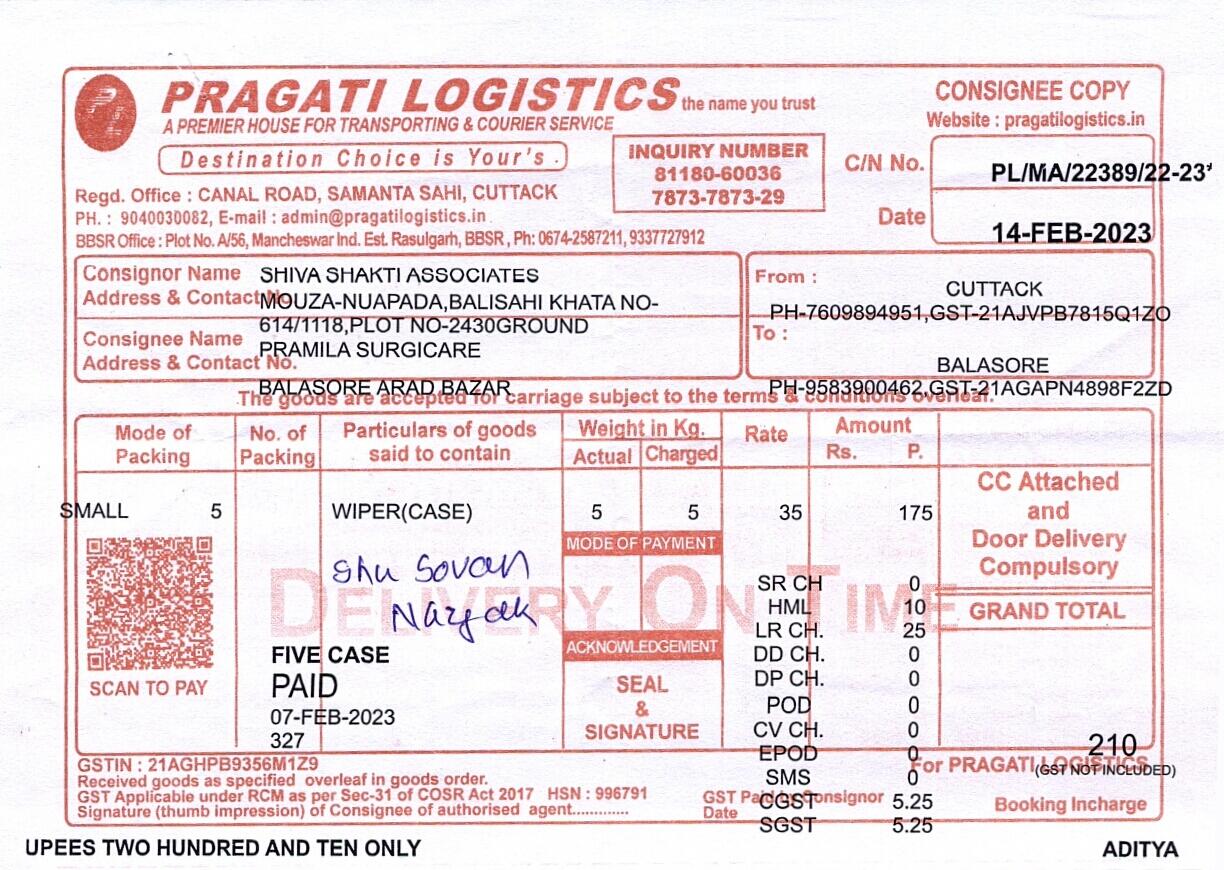 PRAGATI LOGISTICS the name you trust
A PREMIER HOUSE FOR TRANSPORTING & COURIER SERVICE
Destination Choice is Your's .
CONSIGNEE COPY
Website : pragatilogistics.in
INQUIRY NUMBER
81180-60036
7873-7873-29
C/N No. PL/MA/22389/22-23'
Date 14-FEB-2023
Regd. Office : CANAL ROAD, SAMANTA SAHI, CUTTACK
PH. : 9040030082, E-mail : admin@pragatilogistics.in
BBSR Office : Plot No. A/56, Mancheswar Ind. Est. Rasulgarh, BBSR , Ph: 0674-2587211, 9337727912
Consignor Name SHIVA SHAKTI ASSOCIATES
Address & Contact No. MOUZA-NUAPADA,BALISAHI KHATA NO-
614/1118,PLOT NO-2430GROUND
Consignee Name PRAMILA SURGICARE
Address & Contact No.
BALASORE ARAD BAZAR
From :
CUTTACK
PH-7609894951,GST-21AJVPB7815Q1ZO
To :
BALASORE
PH-9583900462,GST-21AGAPN4898F2ZD
The goods are accepted for carriage subject to the terms & conditions overleaf.
Mode of Packing No. of Packing Particulars of goods said to contain Weight in Kg. Actual Charged Rate Amount Rs. P.
SMALL 5 WIPER(CASE) 5 5 35 175
CC Attached
and
Door Delivery
Compulsory
MODE OF PAYMENT
Shu Sovan
Nayak
DELIVERY ON TIME
SR CH 0
HML 10
LR CH. 25
DD CH. 0
DP CH. 0
POD 0
CV CH. 0
EPOD 0
SMS 0
CGST 5.25
SGST 5.25
GRAND TOTAL
210
(GST NOT INCLUDED)
ACKNOWLEDGEMENT
SEAL
&
SIGNATURE
SCAN TO PAY
FIVE CASE
PAID
07-FEB-2023
327
GSTIN : 21AGHPB9356M1Z9
Received goods as specified overleaf in goods order.
GST Applicable under RCM as per Sec-31 of COSR Act 2017 HSN : 996791
Signature (thumb impression) of Consignee of authorised agent.............
GST Paid by Consignor
Date
For PRAGATI LOGISTICS
Booking Incharge
UPEES TWO HUNDRED AND TEN ONLY
ADITYA